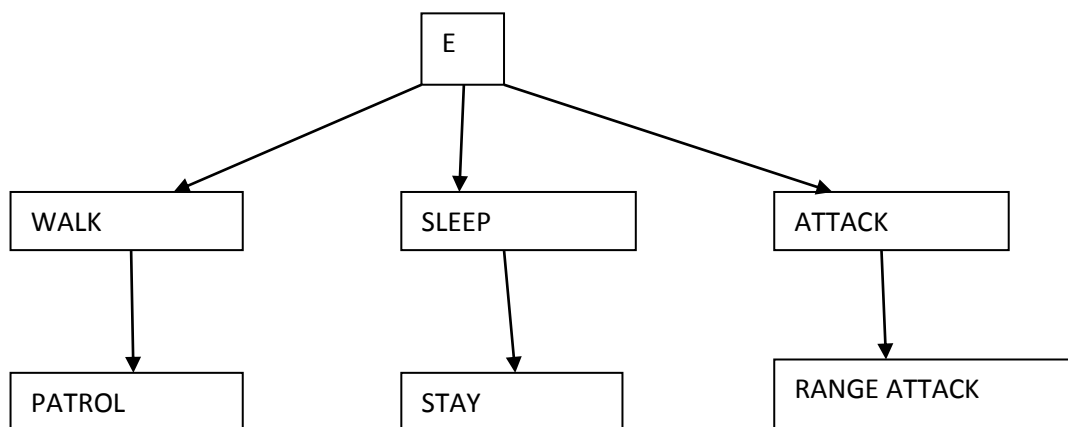 E
WALK
SLEEP
ATTACK
PATROL
STAY
RANGE ATTACK